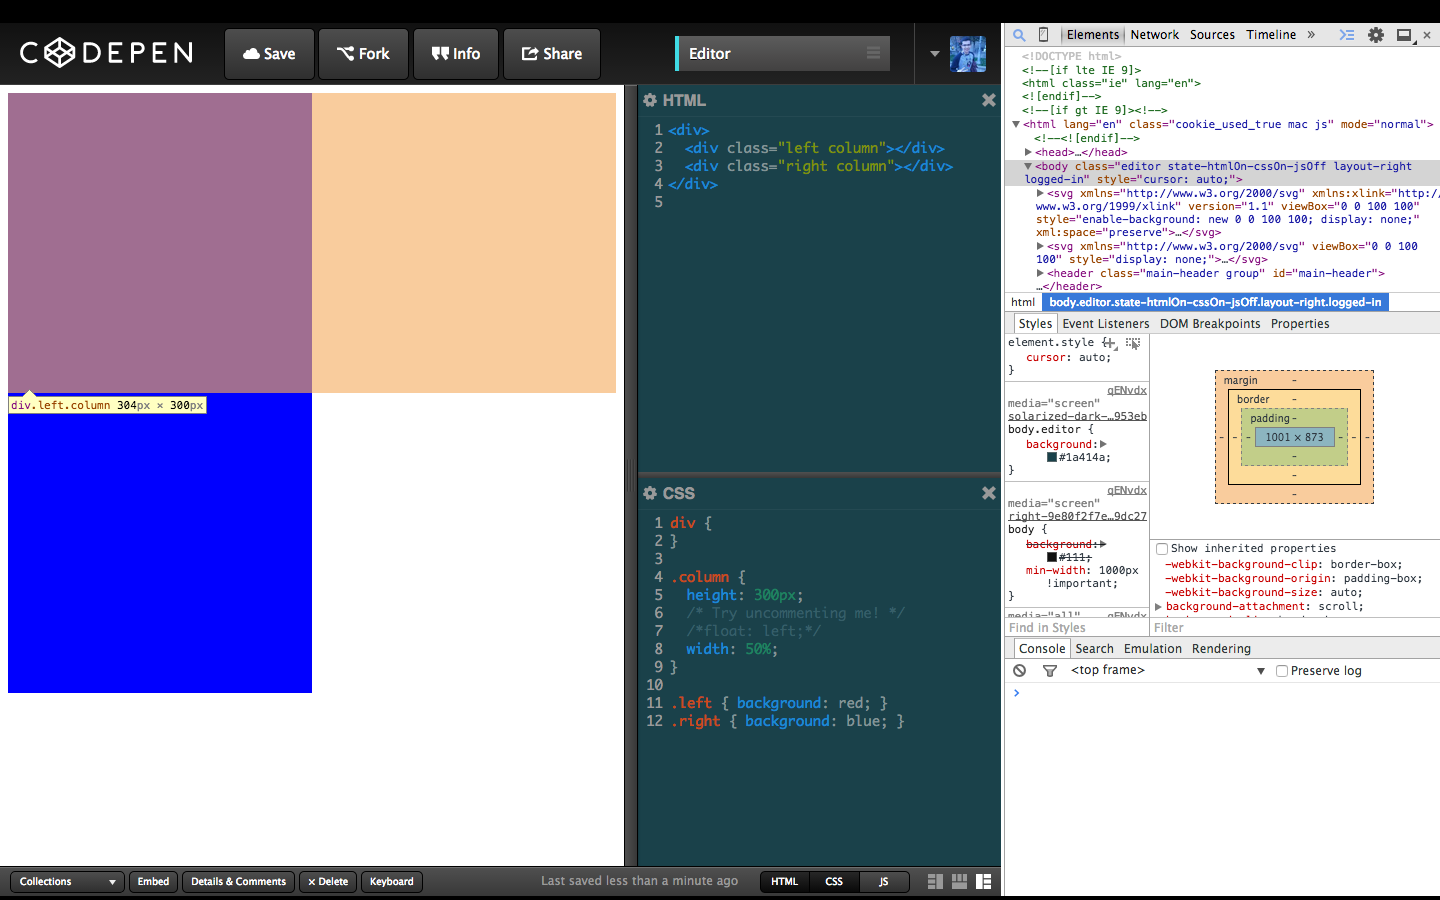 CODEPEN
Save
Fork
Info
Share
Editor
div.left.column 304px × 300px
HTML
1 <div>
2 <div class="left column"></div>
3 <div class="right column"></div>
4 </div>
5
CSS
1 div {
2 }
3
4 .column {
5 height: 300px;
6 /* Try uncommenting me! */
7 /*float: left;*/
8 width: 50%;
9 }
10
11 .left { background: red; }
12 .right { background: blue; }
Collections
Embed
Details & Comments
× Delete
Keyboard
Last saved less than a minute ago
HTML
CSS
JS
Elements Network Sources Timeline »
<!DOCTYPE html>
<!--[if lte IE 9]>
<html class="ie" lang="en">
<![endif]-->
<!--[if gt IE 9]><!-->
<html lang="en" class="cookie_used_true mac js" mode="normal">
<!--<![endif]-->
<head>…</head>
<body class="editor state-htmlOn-cssOn-jsOff layout-right
logged-in" style="cursor: auto;">
<svg xmlns="http://www.w3.org/2000/svg" xmlns:xlink="http:/
www.w3.org/1999/xlink" version="1.1" viewBox="0 0 100 100"
style="enable-background: new 0 0 100 100; display: none;"
xml:space="preserve">…</svg>
<svg xmlns="http://www.w3.org/2000/svg" viewBox="0 0 100
100" style="display: none;">…</svg>
<header class="main-header group" id="main-header">
…</header>
html body.editor.state-htmlOn-cssOn-jsOff.layout-right.logged-in
Styles Event Listeners DOM Breakpoints Properties
element.style {
cursor: auto;
}
qENvdx
media="screen"
solarized-dark-…953eb
body.editor {
background:
#1a414a;
}
qENvdx
media="screen"
right-9e80f2f7e…9dc27
body {
background:
#111;
min-width: 1000px
!important;
}
qENvdx
media="all"
Find in Styles
margin -
border -
padding -
- - - 1001 × 873 - - -
-
-
-
Show inherited properties
-webkit-background-clip: border-box;
-webkit-background-origin: padding-box;
-webkit-background-size: auto;
background-attachment: scroll;
Filter
Console Search Emulation Rendering
<top frame>
Preserve log